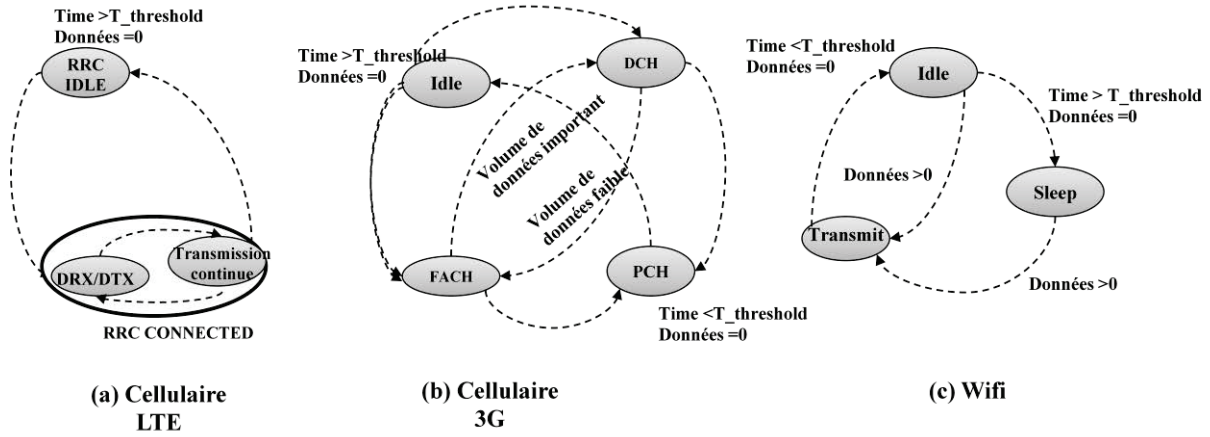 Time >T_threshold
Données =0
RRC
IDLE
DRX/DTX
Transmission
continue
RRC CONNECTED
(a) Cellulaire
LTE
Time >T_threshold
Données =0
Idle
DCH
Volume de
données important
Volume de
données faible
FACH
PCH
Time <T_threshold
Données =0
(b) Cellulaire
3G
Time <T_threshold
Données =0
Idle
Time > T_threshold
Données =0
Données >0
Sleep
Transmit
Données >0
(c) Wifi